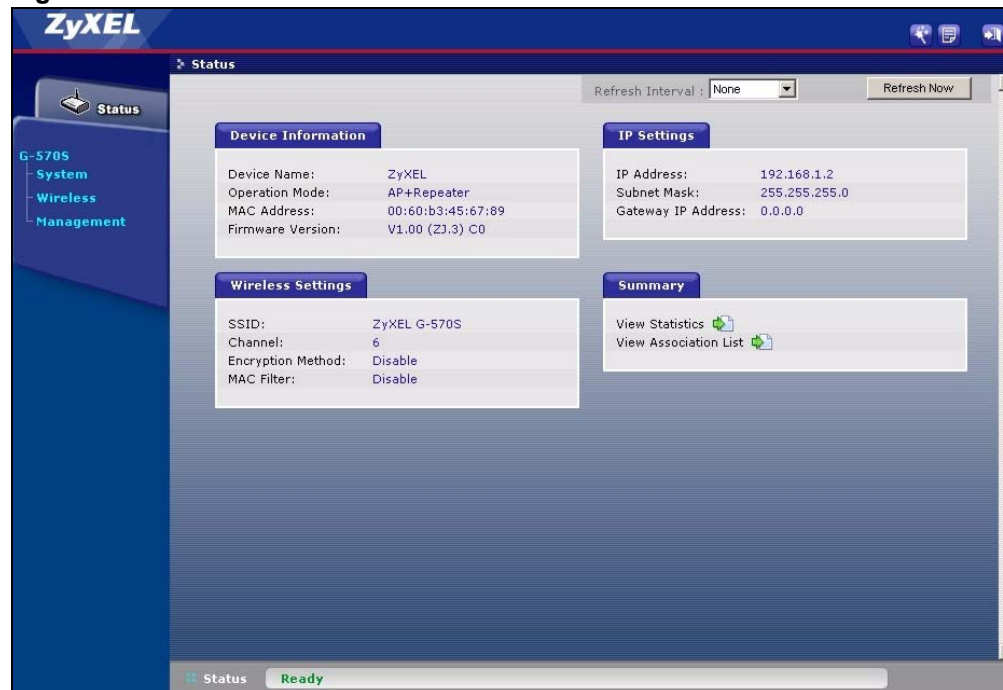 ZyXEL
Status
Refresh Interval : None
Refresh Now
Status
G-570S
System
Wireless
Management
Device Information
Device Name: ZyXEL
Operation Mode: AP+Repeater
MAC Address: 00:60:b3:45:67:89
Firmware Version: V1.00 (ZJ.3) C0
IP Settings
IP Address: 192.168.1.2
Subnet Mask: 255.255.255.0
Gateway IP Address: 0.0.0.0
Wireless Settings
SSID: ZyXEL G-570S
Channel: 6
Encryption Method: Disable
MAC Filter: Disable
Summary
View Statistics
View Association List
Status Ready